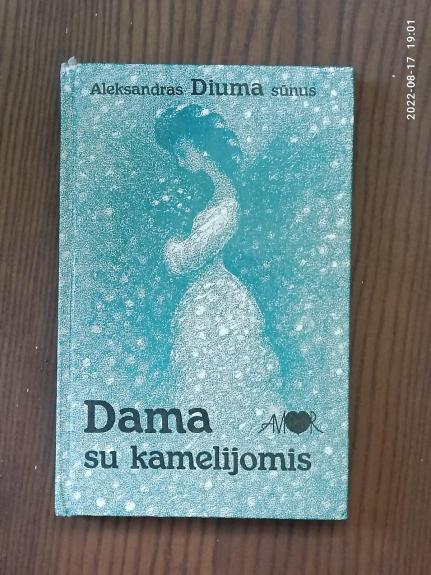 Aleksandras Diuma sūnus
Dama
AMOR
su kamelijomis
2022-08-17 19:01